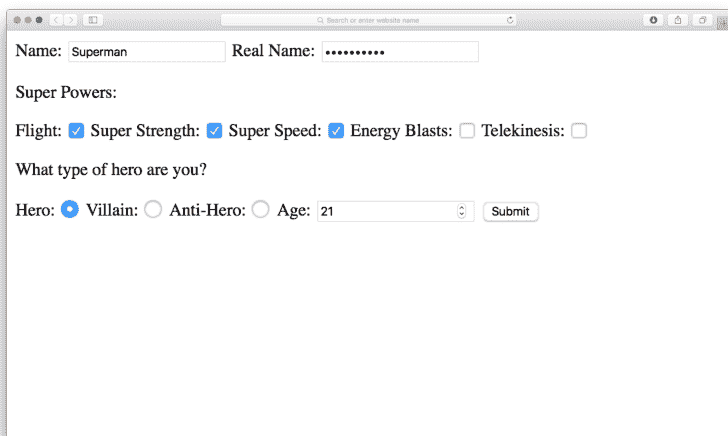 Search or enter website name
Name: Superman Real Name: ••••••••••
Super Powers:
Flight: Super Strength: Super Speed: Energy Blasts: Telekinesis:
What type of hero are you?
Hero: Villain: Anti-Hero: Age: 21 Submit